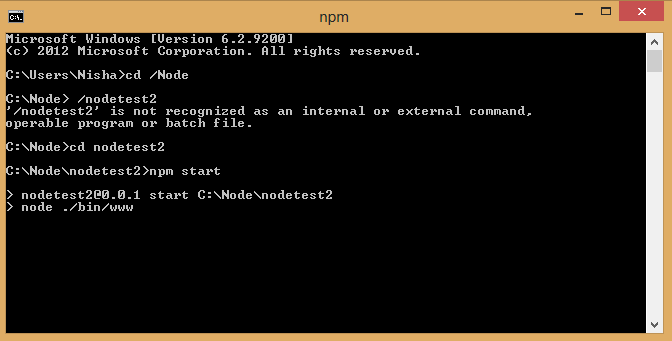 npm
Microsoft Windows [Version 6.2.9200]
(c) 2012 Microsoft Corporation. All rights reserved.
C:\Users\Nisha>cd /Node
C:\Node> /nodetest2
'/nodetest2' is not recognized as an internal or external command,
operable program or batch file.
C:\Node>cd nodetest2
C:\Node\nodetest2>npm start
> nodetest2@0.0.1 start C:\Node\nodetest2
> node ./bin/www